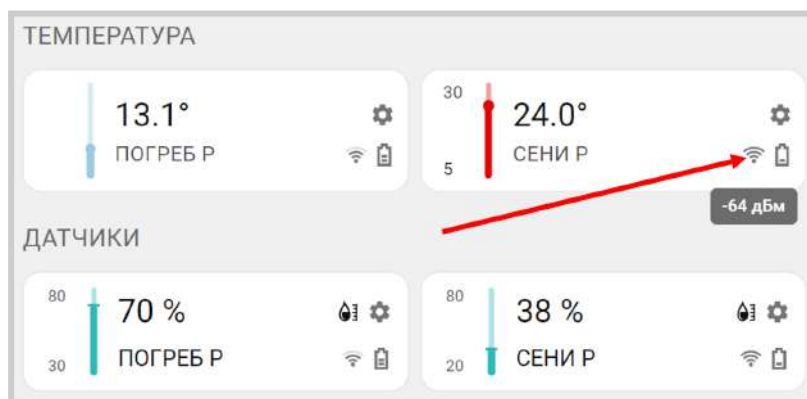 ТЕМПЕРАТУРА
13.1°
ПОГРЕБ Р
30
24.0°
СЕНИ Р
5
-64 дБм
ДАТЧИКИ
80
70 %
30
ПОГРЕБ Р
80
38 %
20
СЕНИ Р